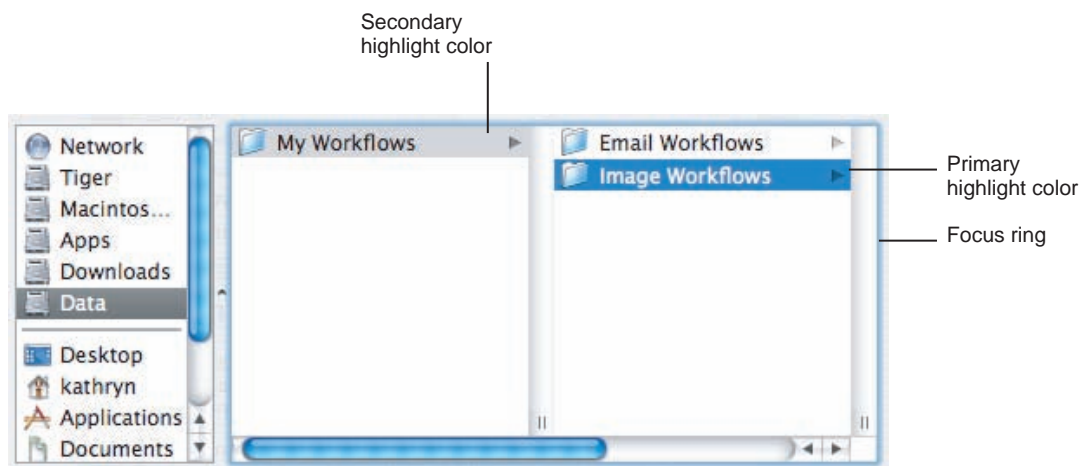 Secondary
highlight color
Network
Tiger
Macintos...
Apps
Downloads
Data
Desktop
kathryn
Applications
Documents
My Workflows
Email Workflows
Image Workflows
Primary
highlight color
Focus ring